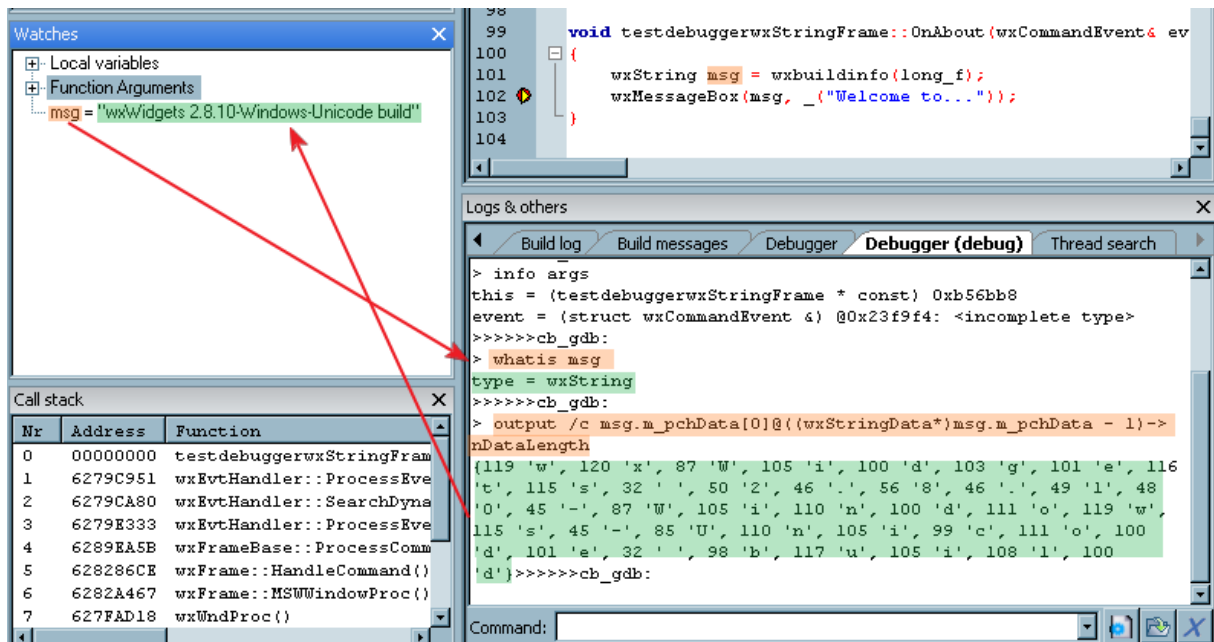 Watches
Local variables
Function Arguments
msg = "wxWidgets 2.8.10-Windows-Unicode build"
98
99 void testdebuggerwxStringFrame::OnAbout(wxCommandEvent& ev
100 {
101 wxString msg = wxbuildinfo(long_f);
102 wxMessageBox(msg, _("Welcome to..."));
103 }
104
Logs & others
Build log Build messages Debugger Debugger (debug) Thread search
> info args
this = (testdebuggerwxStringFrame * const) 0xb56bb8
event = (struct wxCommandEvent &) @0x23f9f4: <incomplete type>
>>>>>>cb_gdb:
> whatis msg
type = wxString
>>>>>>cb_gdb:
> output /c msg.m_pchData[0]@((wxStringData*)msg.m_pchData - 1)->
nDataLength
{119 'w', 120 'x', 87 'W', 105 'i', 100 'd', 103 'g', 101 'e', 116
't', 115 's', 32 ' ', 50 '2', 46 '.', 56 '8', 46 '.', 49 '1', 48
'0', 45 '-', 87 'W', 105 'i', 110 'n', 100 'd', 111 'o', 119 'w',
115 's', 45 '-', 85 'U', 110 'n', 105 'i', 99 'c', 111 'o', 100
'd', 101 'e', 32 ' ', 98 'b', 117 'u', 105 'i', 108 'l', 100
'd'}>>>>>>cb_gdb:
Command:
Call stack
Nr Address Function
0 00000000 testdebuggerwxStringFram
1 6279C951 wxEvtHandler::ProcessEve
2 6279CA80 wxEvtHandler::SearchDyna
3 6279E333 wxEvtHandler::ProcessEve
4 6289EA5B wxFrameBase::ProcessComm
5 628286CE wxFrame::HandleCommand()
6 6282A467 wxFrame::MSWWindowProc()
7 627FAD18 wxWndProc()